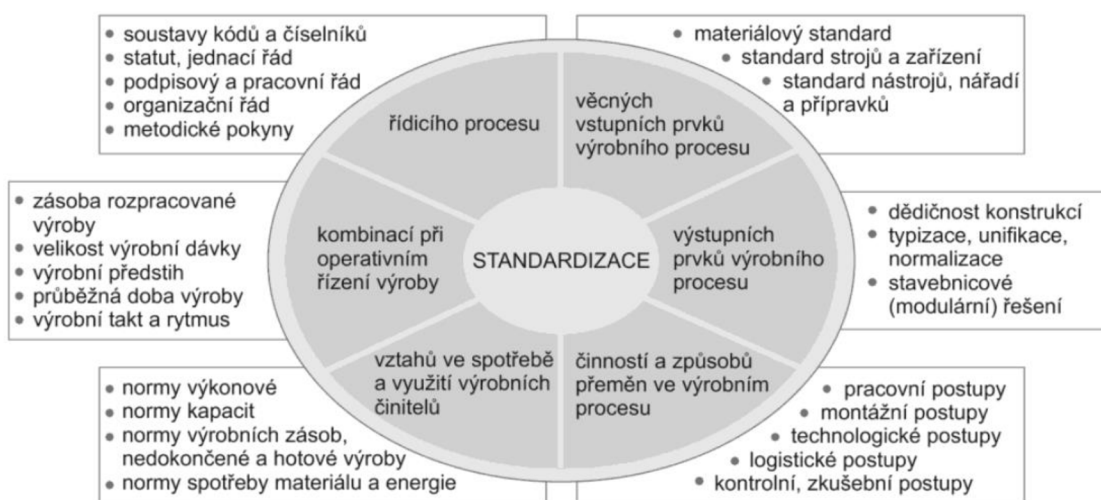 soustavy kódů a číselníků
statut, jednací řád
podpisový a pracovní řád
organizační řád
metodické pokyny
materiálový standard
standard strojů a zařízení
standard nástrojů, nářadí
a přípravků
řídicího procesu
věcných
vstupních prvků
výrobního procesu
zásoba rozpracované
výroby
velikost výrobní dávky
výrobní předstih
průběžná doba výroby
výrobní takt a rytmus
kombinací při
operativním
řízení výroby
STANDARDIZACE
výstupních
prvků výrobního
procesu
dědičnost konstrukcí
typizace, unifikace,
normalizace
stavebnicové
(modulární) řešení
vztahů ve spotřebě
a využití výrobních
činitelů
činností a způsobů
přeměn ve výrobním
procesu
normy výkonové
normy kapacit
normy výrobních zásob,
nedokončené a hotové výroby
normy spotřeby materiálu a energie
pracovní postupy
montážní postupy
technologické postupy
logistické postupy
kontrolní, zkušební postupy